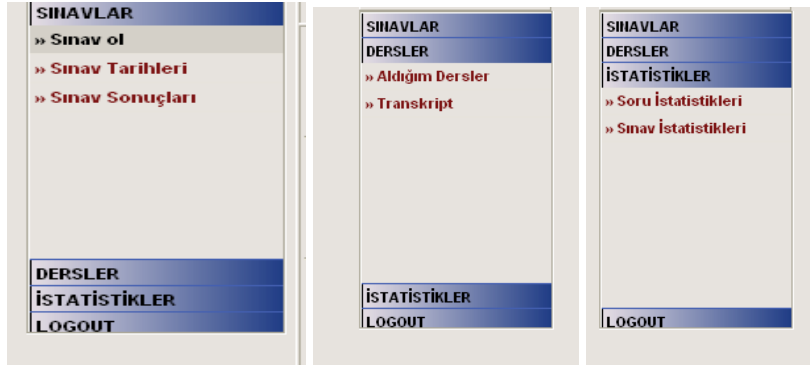 SINAVLAR
» Sınav ol
» Sınav Tarihleri
» Sınav Sonuçları
DERSLER
İSTATİSTİKLER
LOGOUT
SINAVLAR
DERSLER
» Aldığım Dersler
» Transkript
İSTATİSTİKLER
LOGOUT
SINAVLAR
DERSLER
İSTATİSTİKLER
» Soru İstatistikleri
» Sınav İstatistikleri
LOGOUT